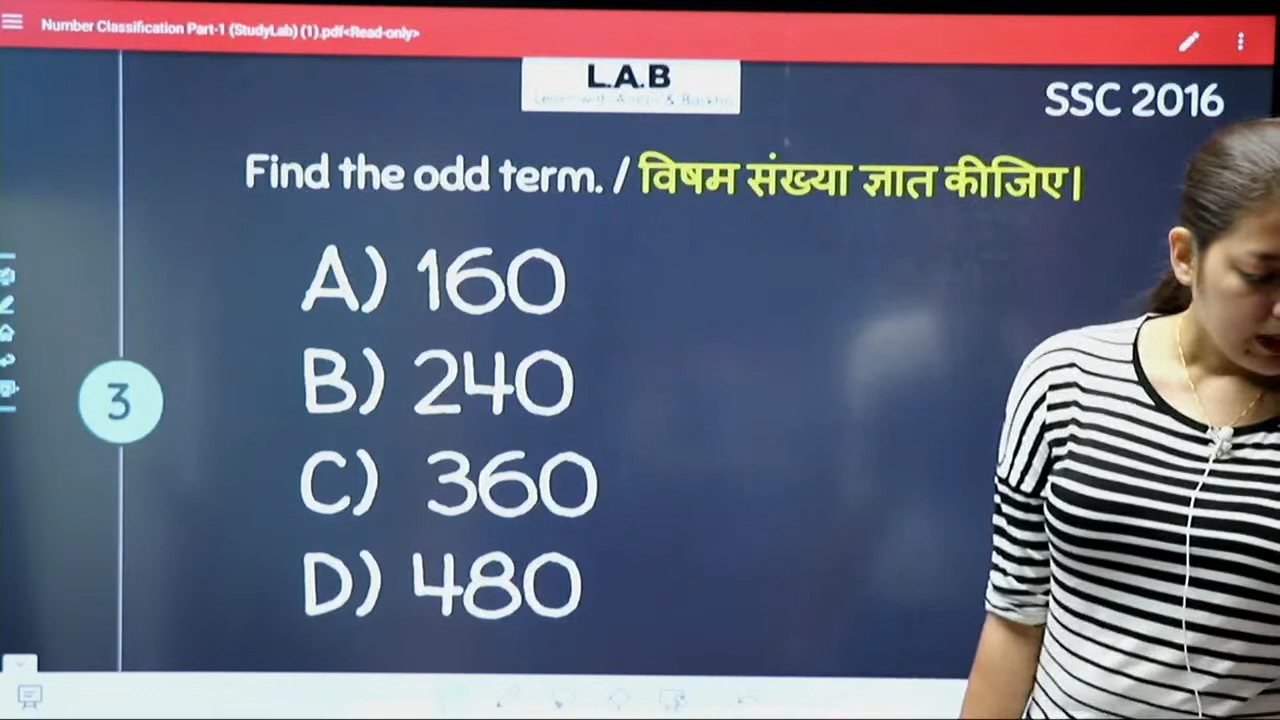 Number Classification Part-1 (StudyLab) (1).pdf<Read-only>
L.A.B
SSC 2016
Find the odd term. / विषम संख्या ज्ञात कीजिए।
A) 160
B) 240
3
C) 360
D) 480